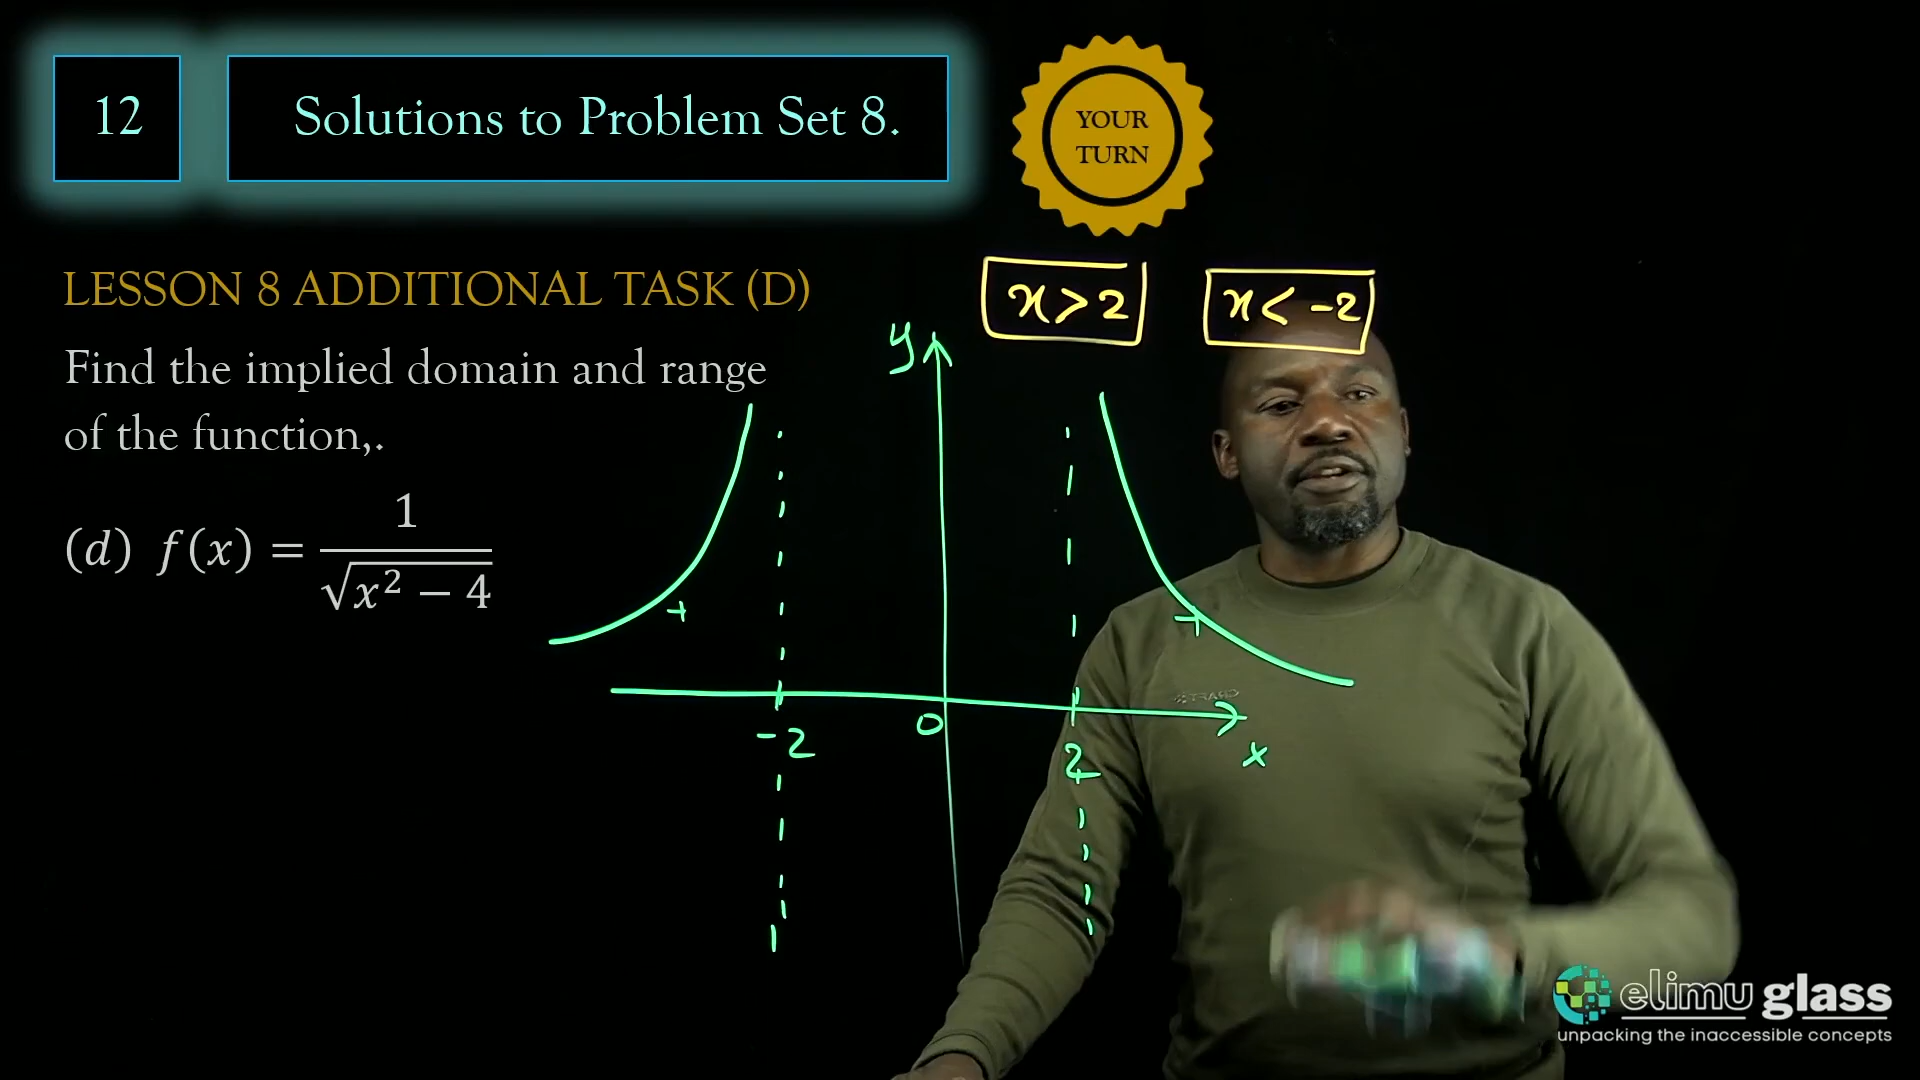 12
Solutions to Problem Set 8.
YOUR
TURN
LESSON 8 ADDITIONAL TASK (D)
x > 2
x < -2
Find the implied domain and range
of the function,.
y
(d) f(x) = 1/√(x² − 4)
-2
0
2
x
+
+
elimu glass
unpacking the inaccessible concepts